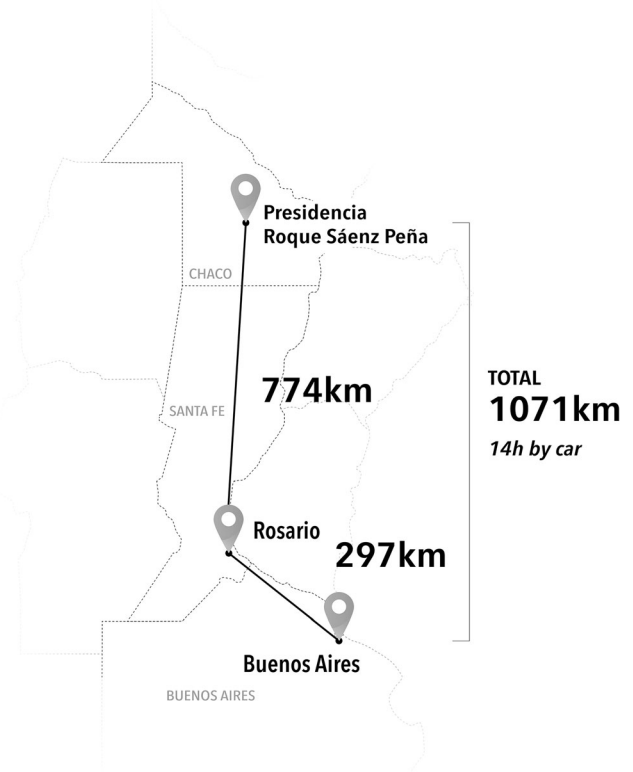 Presidencia
Roque Sáenz Peña
CHACO
774km
TOTAL
1071km
14h by car
SANTA FE
Rosario
297km
Buenos Aires
BUENOS AIRES